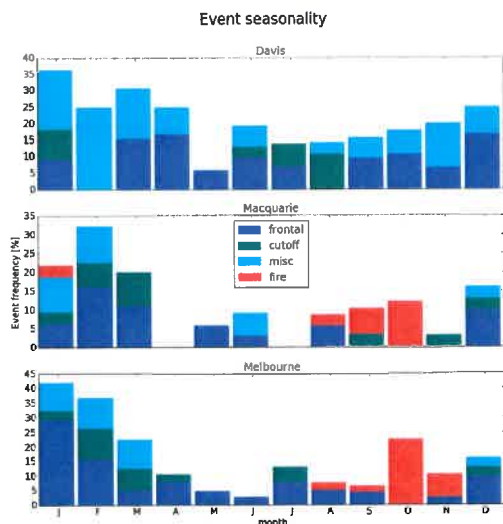 Event seasonality
Davis
40
35
30
25
20
15
10
5
0
Macquarie
35
30
25
20
15
10
5
0
Event frequency [%]
frontal
cutoff
misc
fire
Melbourne
45
40
35
30
25
20
15
10
5
0
J F M A M J J A S O N D
month